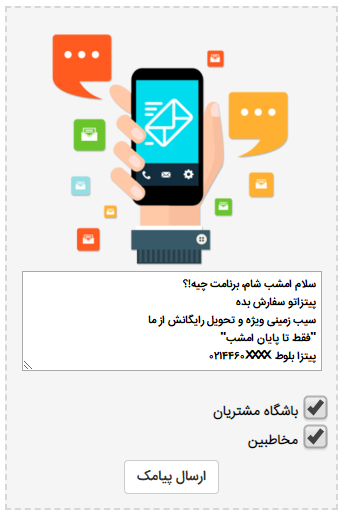 سلام امشب شام، برنامت چیه!؟
پیتزاتو سفارش بده
سیب زمینی ویژه و تحویل رایگانش از ما
"فقط تا پایان امشب"
پیتزا بلوط ۰۲۱۴۴۶۰XXXX
باشگاه مشتریان
مخاطبین
ارسال پیامک